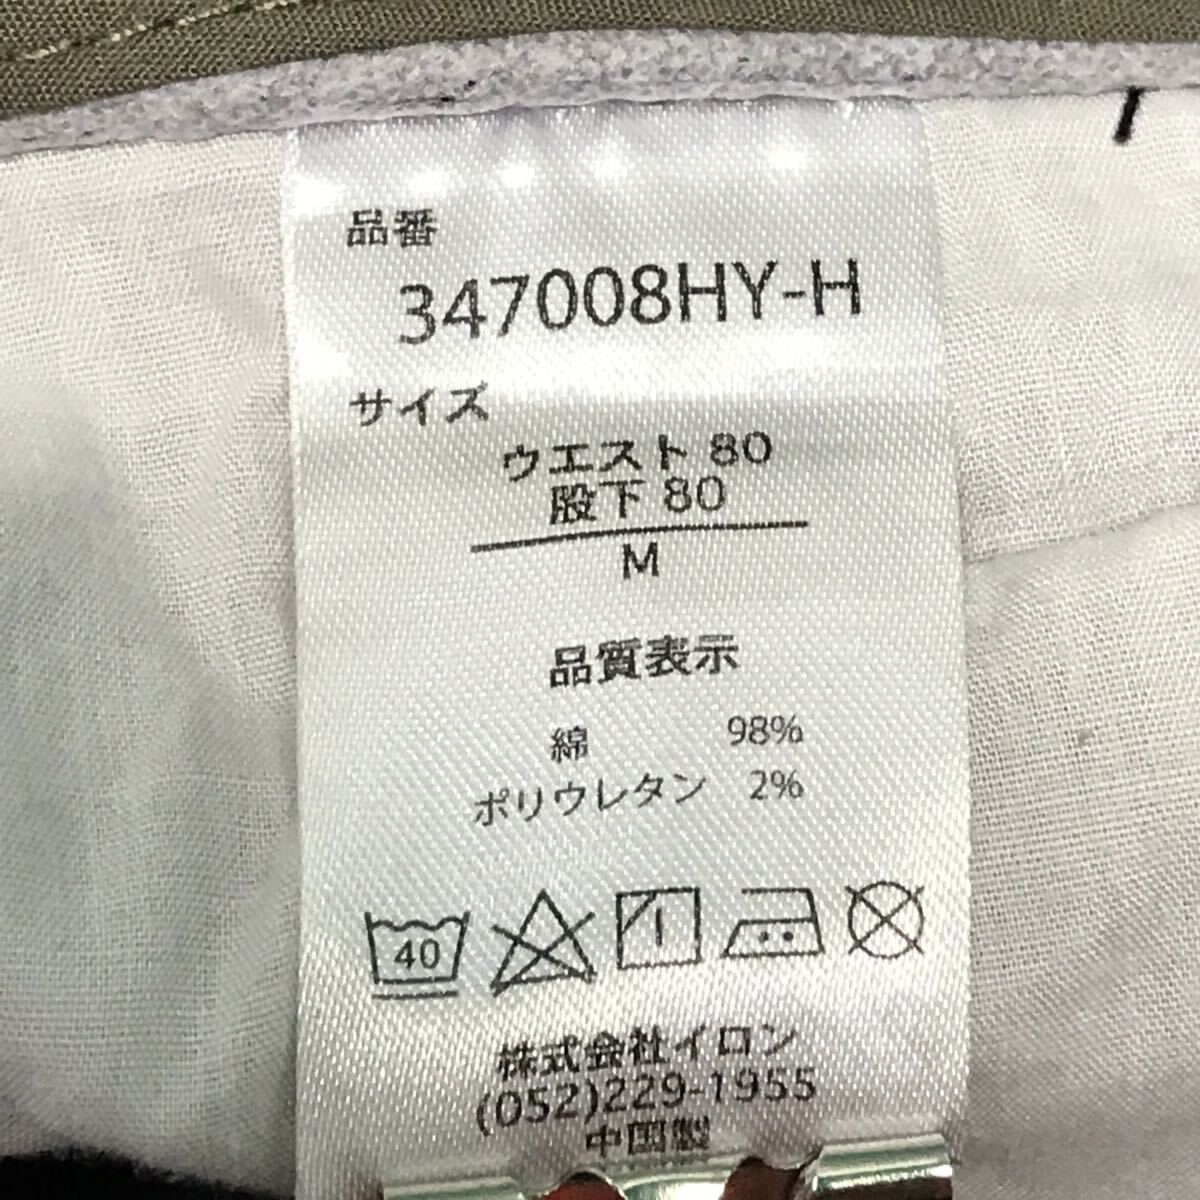 品番
347008HY-H
サイズ
ウエスト 80
股下 80
M
品質表示
綿 98%
ポリウレタン 2%
40
株式会社イロン
(052)229-1955
中国製